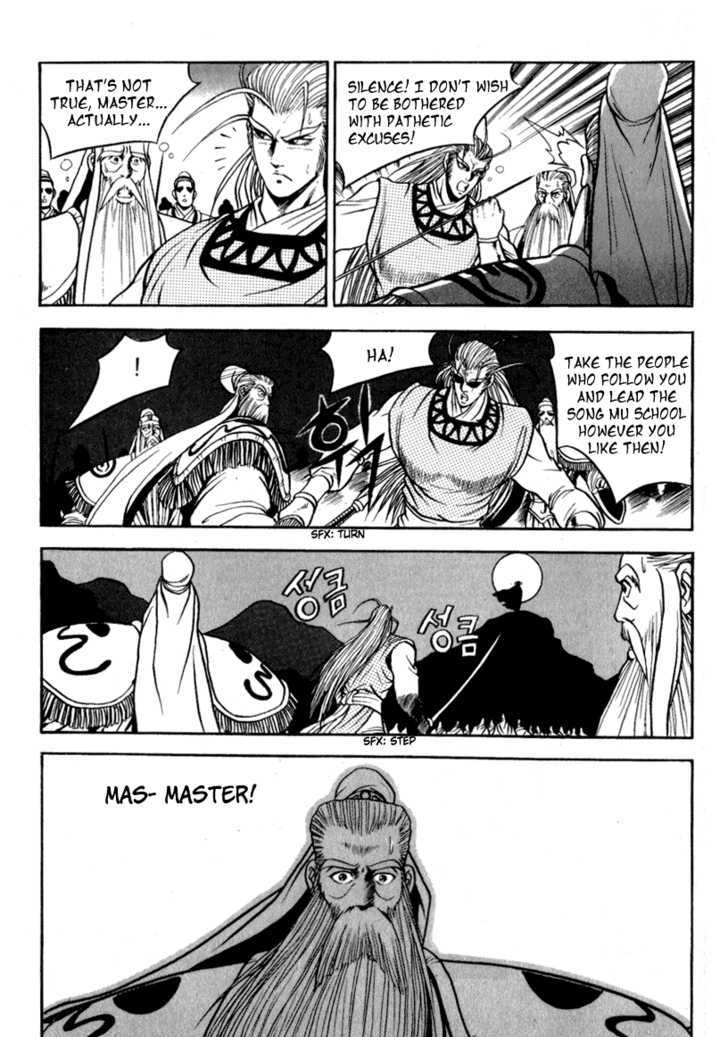 THAT'S NOT
TRUE, MASTER...
ACTUALLY...
SILENCE! I DON'T WISH
TO BE BOTHERED
WITH PATHETIC
EXCUSES!
!
HA!
TAKE THE PEOPLE
WHO FOLLOW YOU
AND LEAD THE
SONG MU SCHOOL
HOWEVER YOU
LIKE THEN!
휙
SFX: TURN
성큼
성큼
SFX: STEP
MAS- MASTER!